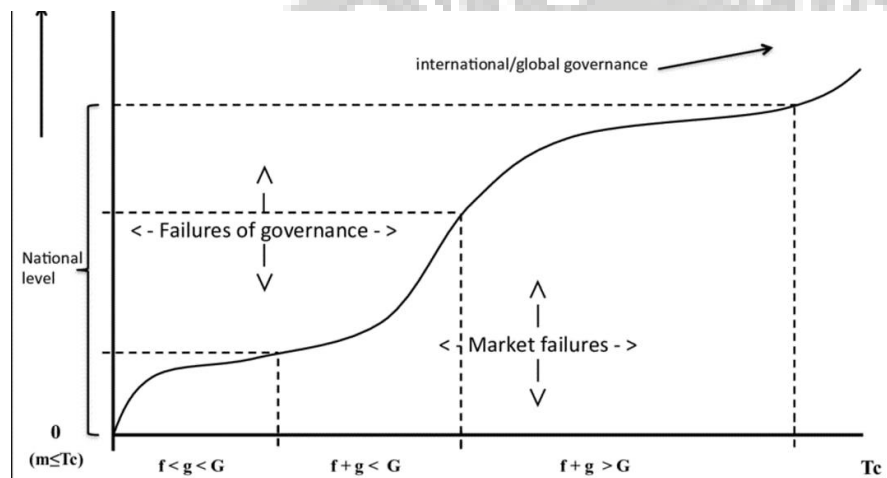 international/global governance
< - Failures of governance - >
National
level
< - Market failures - >
0
(m≤Tc)
f < g < G
f + g < G
f + g > G
Tc